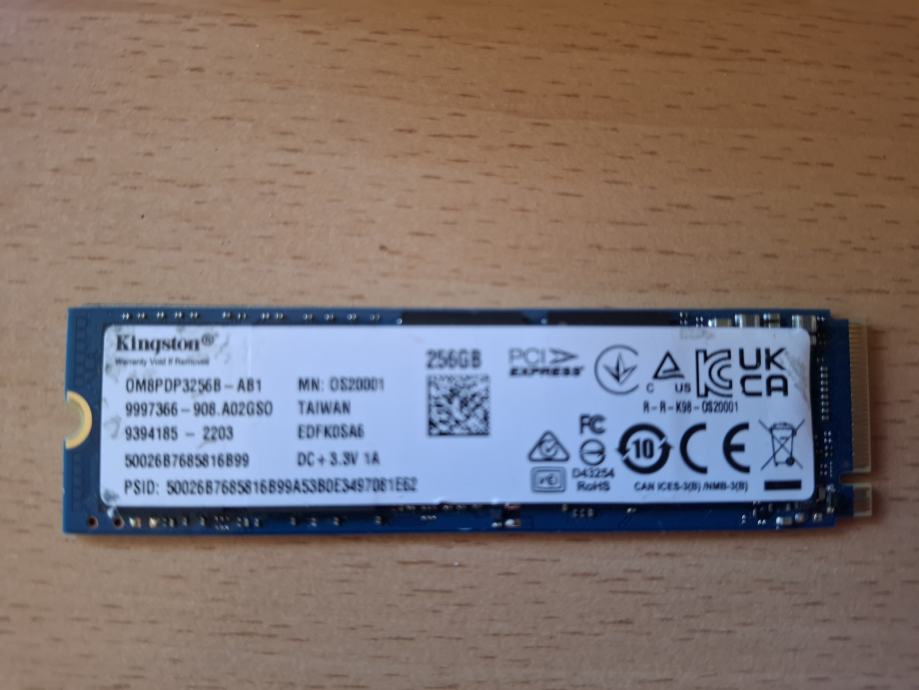 Kingston®
Warranty Void If Removed
OM8PDP3256B-AB1
9997366-908.A02GSO
9394185-2203
50026B7685816B99
PSID: 50026B7685816B99A53B0E3497081E62
MN: OS20001
TAIWAN
EDFK0SA6
DC+3.3V 1A
256GB
PCI
EXPRESS®
C US
UK
CA
R-R-K98-OS20001
FC
10
CE
D43254
RoHS
CAN ICES-3(B) /NMB-3(B)